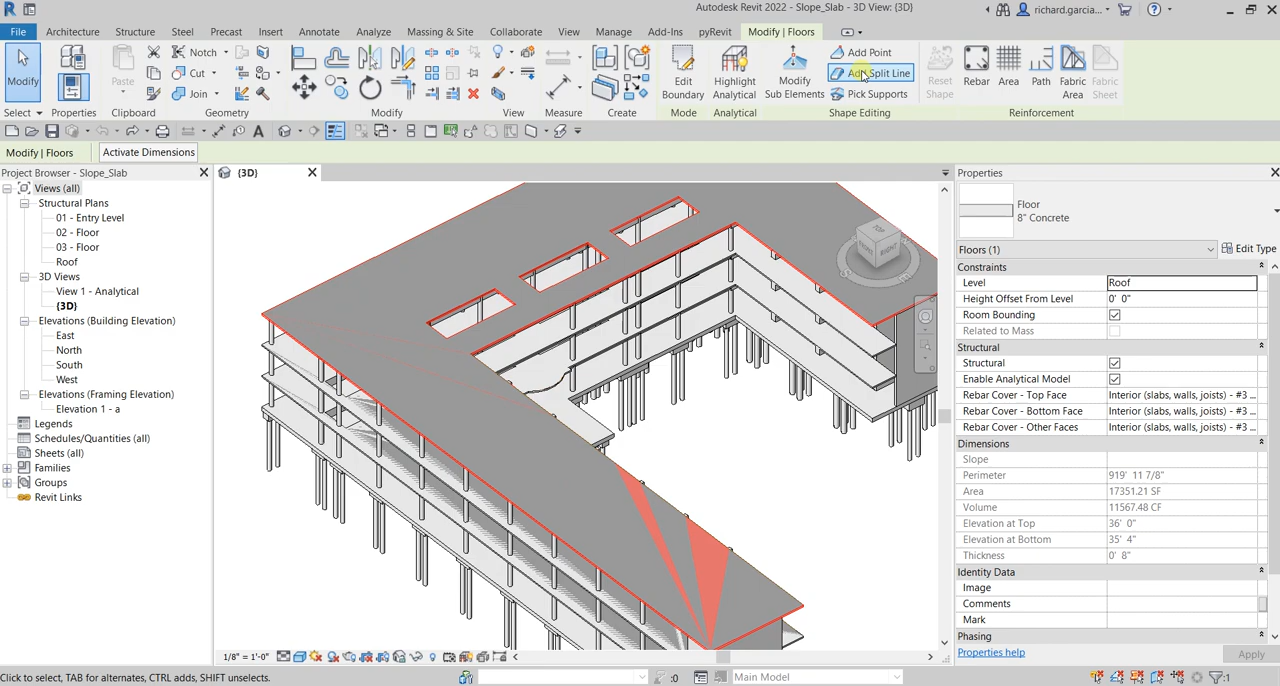 Autodesk Revit 2022 - Slope_Slab - 3D View: {3D}
richard.garcia...
File Architecture Structure Steel Precast Insert Annotate Analyze Massing & Site Collaborate View Manage Add-Ins pyRevit Modify | Floors
Modify
Paste
Notch
Cut
Join
Edit Boundary
Highlight Analytical
Modify Sub Elements
Add Point
Add Split Line
Pick Supports
Reset Shape
Rebar
Area
Path
Fabric Area
Fabric Sheet
Select Properties Clipboard Geometry Modify View Measure Create Mode Analytical Shape Editing Reinforcement
Modify | Floors Activate Dimensions
Project Browser - Slope_Slab
Views (all)
Structural Plans
01 - Entry Level
02 - Floor
03 - Floor
Roof
3D Views
View 1 - Analytical
{3D}
Elevations (Building Elevation)
East
North
South
West
Elevations (Framing Elevation)
Elevation 1 - a
Legends
Schedules/Quantities (all)
Sheets (all)
Families
Groups
Revit Links
{3D}
TOP
FRONT
RIGHT
1/8" = 1'-0"
Properties
Floor
8" Concrete
Floors (1) Edit Type
Constraints
Level Roof
Height Offset From Level 0' 0"
Room Bounding
Related to Mass
Structural
Structural
Enable Analytical Model
Rebar Cover - Top Face Interior (slabs, walls, joists) - #3 ...
Rebar Cover - Bottom Face Interior (slabs, walls, joists) - #3 ...
Rebar Cover - Other Faces Interior (slabs, walls, joists) - #3 ...
Dimensions
Slope
Perimeter 919' 11 7/8"
Area 17351.21 SF
Volume 11567.48 CF
Elevation at Top 36' 0"
Elevation at Bottom 35' 4"
Thickness 0' 8"
Identity Data
Image
Comments
Mark
Phasing
Properties help Apply
Click to select, TAB for alternates, CTRL adds, SHIFT unselects. :0 Main Model :1